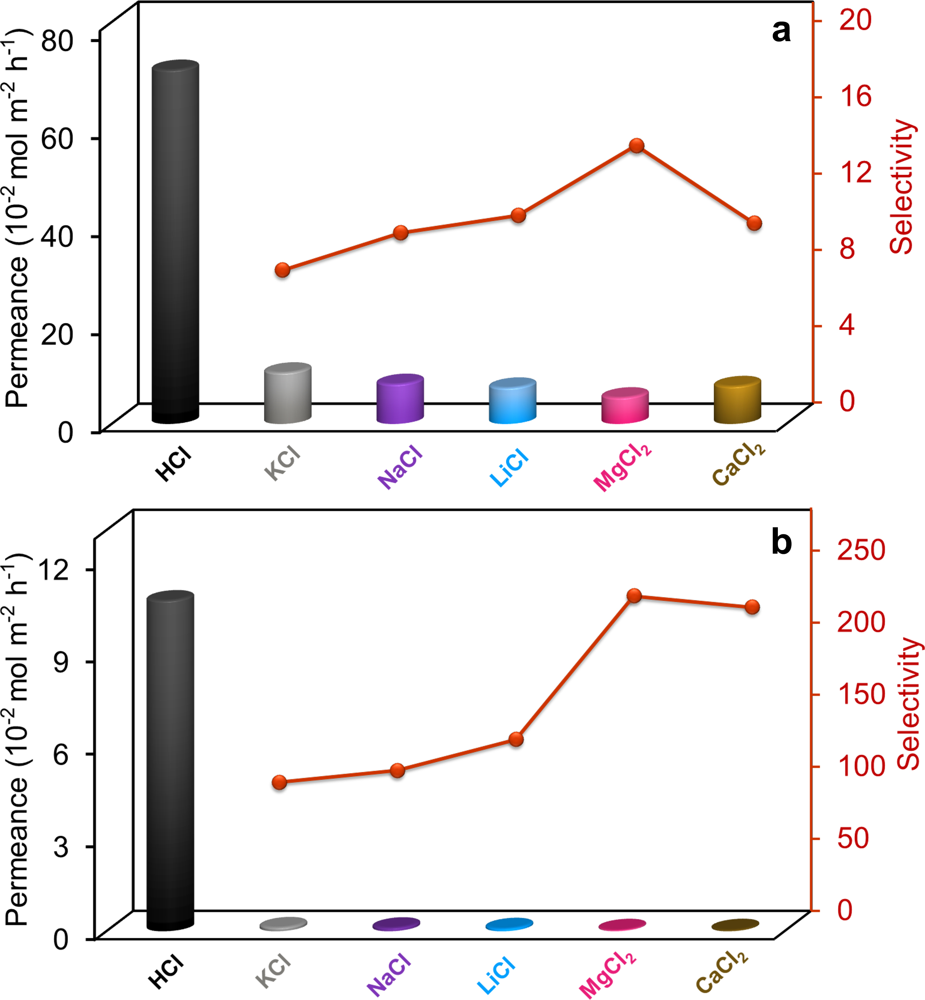 a
Permeance (10⁻² mol m⁻² h⁻¹)
80
60
40
20
0
20
16
12
8
4
0
Selectivity
HCl
KCl
NaCl
LiCl
MgCl₂
CaCl₂
b
Permeance (10⁻² mol m⁻² h⁻¹)
12
9
6
3
0
250
200
150
100
50
0
Selectivity
HCl
KCl
NaCl
LiCl
MgCl₂
CaCl₂